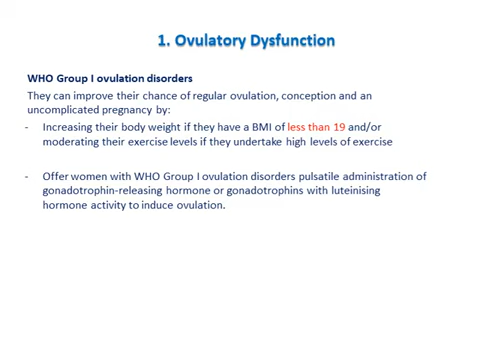 1. Ovulatory Dysfunction
WHO Group I ovulation disorders
They can improve their chance of regular ovulation, conception and an
uncomplicated pregnancy by:
- Increasing their body weight if they have a BMI of less than 19 and/or
moderating their exercise levels if they undertake high levels of exercise
- Offer women with WHO Group I ovulation disorders pulsatile administration of
gonadotrophin-releasing hormone or gonadotrophins with luteinising
hormone activity to induce ovulation.